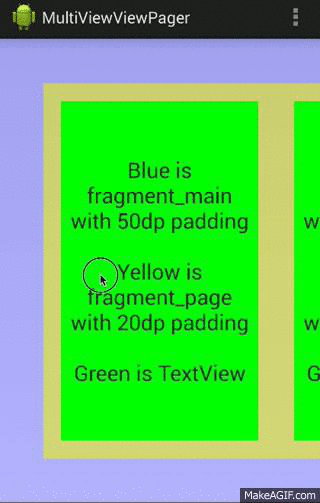 MultiViewViewPager
Blue is
fragment_main
with 50dp padding
Yellow is
fragment_page
with 20dp padding
Green is TextView
w
w
G
MakeAGIF.com